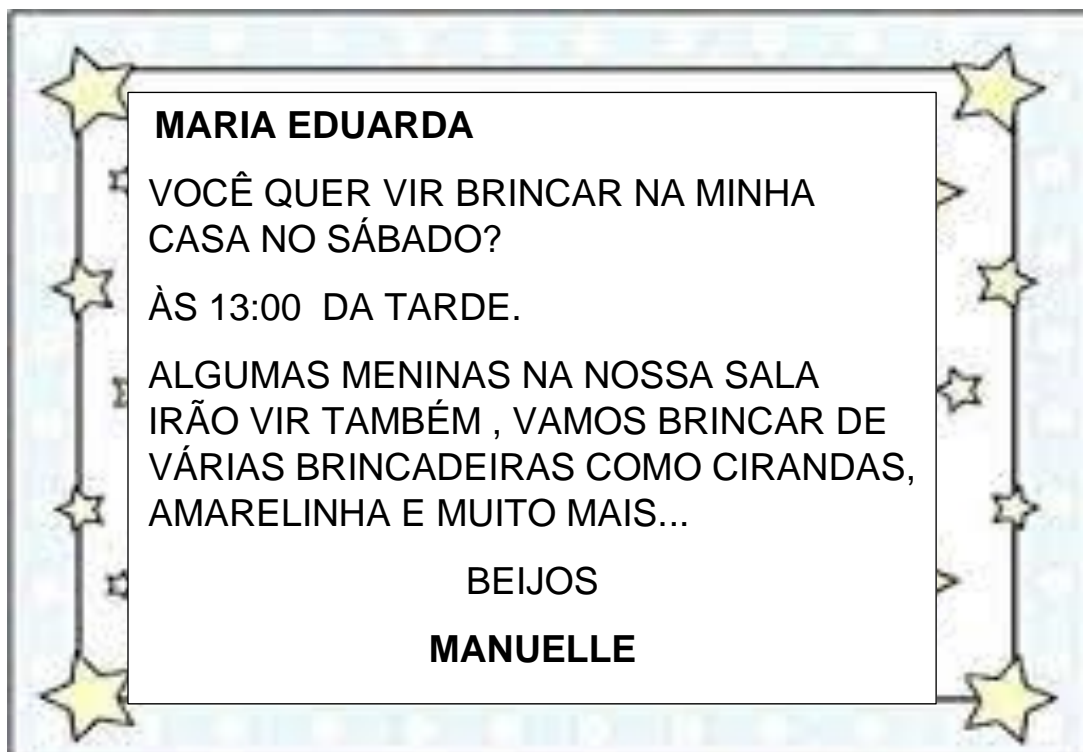 MARIA EDUARDA
VOCÊ QUER VIR BRINCAR NA MINHA
CASA NO SÁBADO?
ÀS 13:00  DA TARDE.
ALGUMAS MENINAS NA NOSSA SALA
IRÃO VIR TAMBÉM , VAMOS BRINCAR DE
VÁRIAS BRINCADEIRAS COMO CIRANDAS,
AMARELINHA E MUITO MAIS...
BEIJOS
MANUELLE